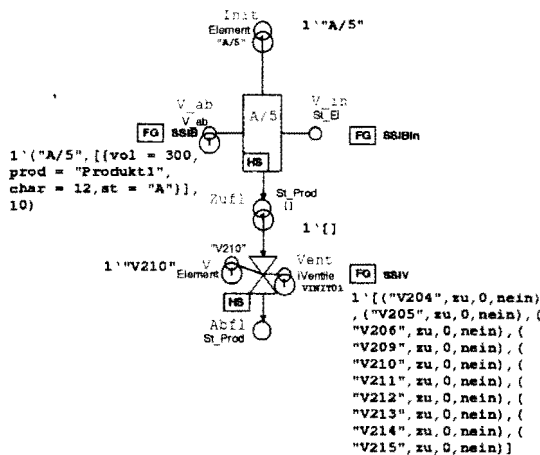 Init
Element
"A/5"
1`"A/5"
V_ab
V_ab
FG SSIB
A/5
HS
V_in
St_El
FG SSIBIn
1`("A/5",[{vol = 300,
prod = "Produkt1",
char = 12,st = "A"}],
10)
Zufl
St_Prod
[]
1`[]
"V210"
1`"V210"
V
Element
Vent
iVentile
VINIT01
FG SSIV
HS
Abfl
St_Prod
1`[("V204",zu,0,nein)
,("V205",zu,0,nein),(
"V206",zu,0,nein),(
"V209",zu,0,nein),(
"V210",zu,0,nein),(
"V211",zu,0,nein),(
"V212",zu,0,nein),(
"V213",zu,0,nein),(
"V214",zu,0,nein),(
"V215",zu,0,nein)]